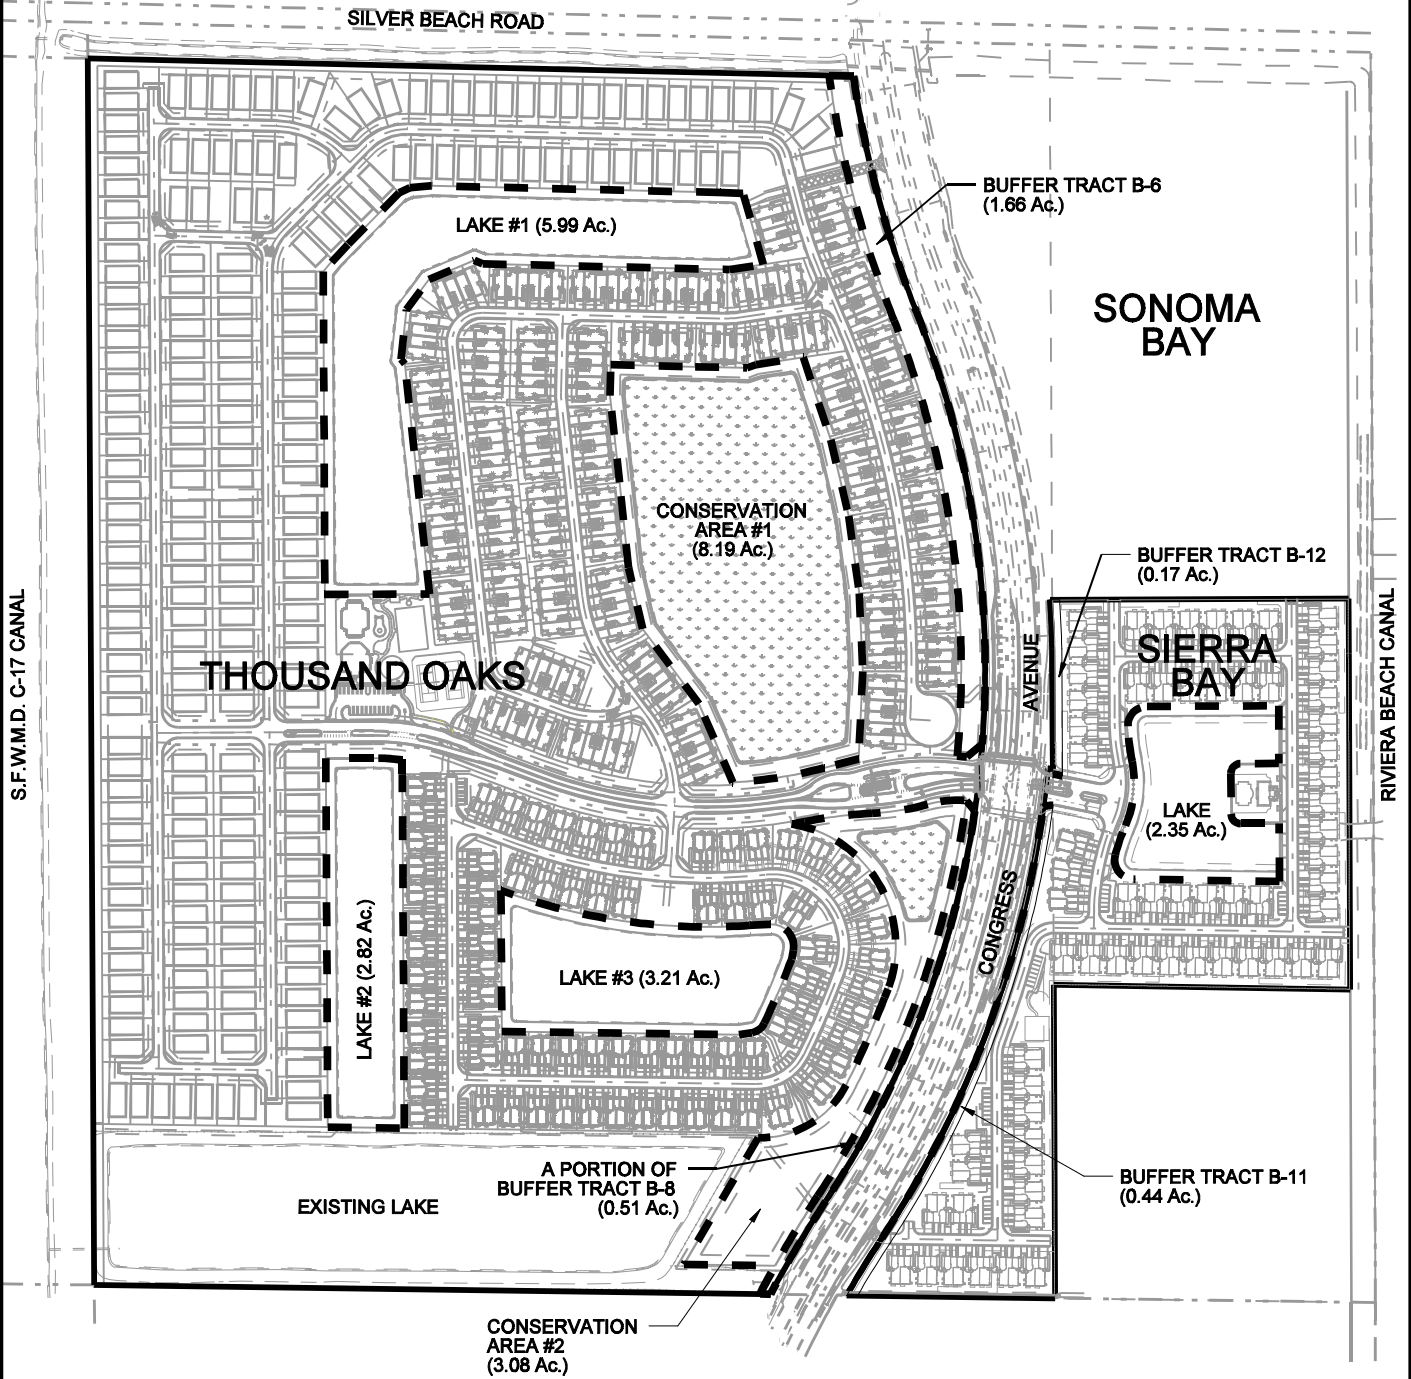 SILVER BEACH ROAD
BUFFER TRACT B-6
(1.66 Ac.)
LAKE #1 (5.99 Ac.)
SONOMA
BAY
CONSERVATION
AREA #1
(8.19 Ac.)
BUFFER TRACT B-12
(0.17 Ac.)
S.F.W.M.D. C-17 CANAL
THOUSAND OAKS
AVENUE
SIERRA
BAY
RIVIERA BEACH CANAL
LAKE
(2.35 Ac.)
LAKE #2 (2.82 Ac.)
LAKE #3 (3.21 Ac.)
CONGRESS
A PORTION OF
BUFFER TRACT B-8
(0.51 Ac.)
BUFFER TRACT B-11
(0.44 Ac.)
EXISTING LAKE
CONSERVATION
AREA #2
(3.08 Ac.)